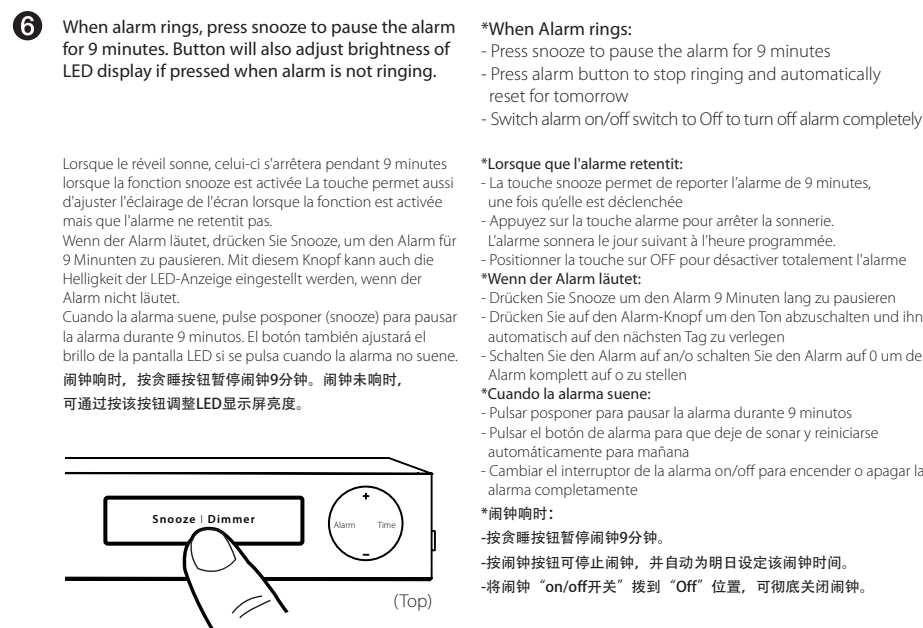 6
When alarm rings, press snooze to pause the alarm
for 9 minutes. Button will also adjust brightness of
LED display if pressed when alarm is not ringing.
Lorsque le réveil sonne, celui-ci s'arrêtera pendant 9 minutes
lorsque la fonction snooze est activée La touche permet aussi
d'ajuster l'éclairage de l'écran lorsque la fonction est activée
mais que l'alarme ne retentit pas.
Wenn der Alarm läutet, drücken Sie Snooze, um den Alarm für
9 Minunten zu pausieren. Mit diesem Knopf kann auch die
Helligkeit der LED-Anzeige eingestellt werden, wenn der
Alarm nicht läutet.
Cuando la alarma suene, pulse posponer (snooze) para pausar
la alarma durante 9 minutos. El botón también ajustará el
brillo de la pantalla LED si se pulsa cuando la alarma no suene.
闹钟响时，按贪睡按钮暂停闹钟9分钟。闹钟未响时，
可通过按该按钮调整LED显示屏亮度。
Snooze | Dimmer
+
Alarm Time
-
(Top)
*When Alarm rings:
- Press snooze to pause the alarm for 9 minutes
- Press alarm button to stop ringing and automatically
reset for tomorrow
- Switch alarm on/off switch to Off to turn off alarm completely
*Lorsque que l'alarme retentit:
- La touche snooze permet de reporter l'alarme de 9 minutes,
une fois qu'elle est déclenchée
- Appuyez sur la touche alarme pour arrêter la sonnerie.
L'alarme sonnera le jour suivant à l'heure programmée.
- Positionner la touche sur OFF pour désactiver totalement l'alarme
*Wenn der Alarm läutet:
- Drücken Sie Snooze um den Alarm 9 Minuten lang zu pausieren
- Drücken Sie auf den Alarm-Knopf um den Ton abzuschalten und ihn
automatisch auf den nächsten Tag zu verlegen
- Schalten Sie den Alarm auf an/o schalten Sie den Alarm auf 0 um de
Alarm komplett auf o zu stellen
*Cuando la alarma suene:
- Pulsar posponer para pausar la alarma durante 9 minutos
- Pulsar el botón de alarma para que deje de sonar y reiniciarse
automáticamente para mañana
- Cambiar el interruptor de la alarma on/off para encender o apagar la
alarma completamente
*闹钟响时：
-按贪睡按钮暂停闹钟9分钟。
-按闹钟按钮可停止闹钟，并自动为明日设定该闹钟时间。
-将闹钟“on/off开关”拨到“Off”位置，可彻底关闭闹钟。